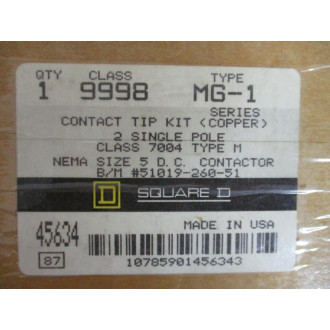 QTY CLASS TYPE
1 9998 MG-1
SERIES
CONTACT TIP KIT (COPPER)
2 SINGLE POLE
CLASS 7004 TYPE M
NEMA SIZE 5 D.C. CONTACTOR
B/M #51019-260-51
D SQUARE D
45634 MADE IN USA
87
10785901456343